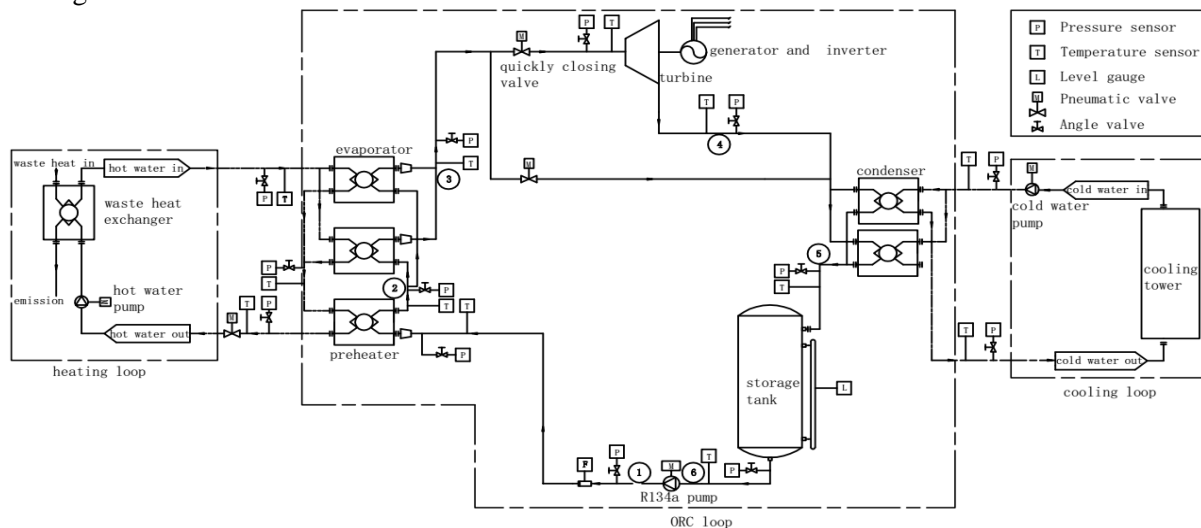 P
Pressure sensor
T
Temperature sensor
L
Level gauge
M
Pneumatic valve
Angle valve
M
P
T
quickly closing
valve
turbine
generator and inverter
T
P
4
evaporator
P
T
3
waste heat in
hot water in
waste heat
exchanger
P
T
M
condenser
T
P
M
cold water in
cold water
pump
cooling
tower
5
P
T
P
T
2
P
T
T
emission
hot water
pump
M
T
P
hot water out
preheater
P
heating loop
storage
tank
L
T
P
cold water out
cooling loop
F
P
1
M
6
T
P
R134a pump
ORC loop